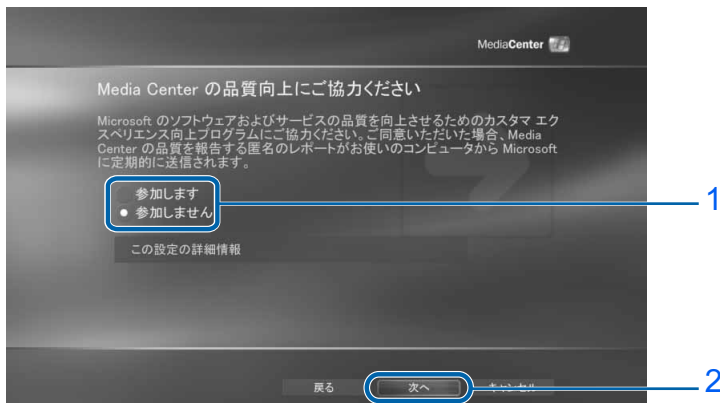 MediaCenter
Media Center の品質向上にご協力ください
Microsoft のソフトウェアおよびサービスの品質を向上させるためのカスタマ エク
スペリエンス向上プログラムにご協力ください。ご同意いただいた場合、Media
Center の品質を報告する匿名のレポートがお使いのコンピュータから Microsoft
に定期的に送信されます。
参加します
1
参加しません
この設定の詳細情報
戻る
次へ
キャンセル
2